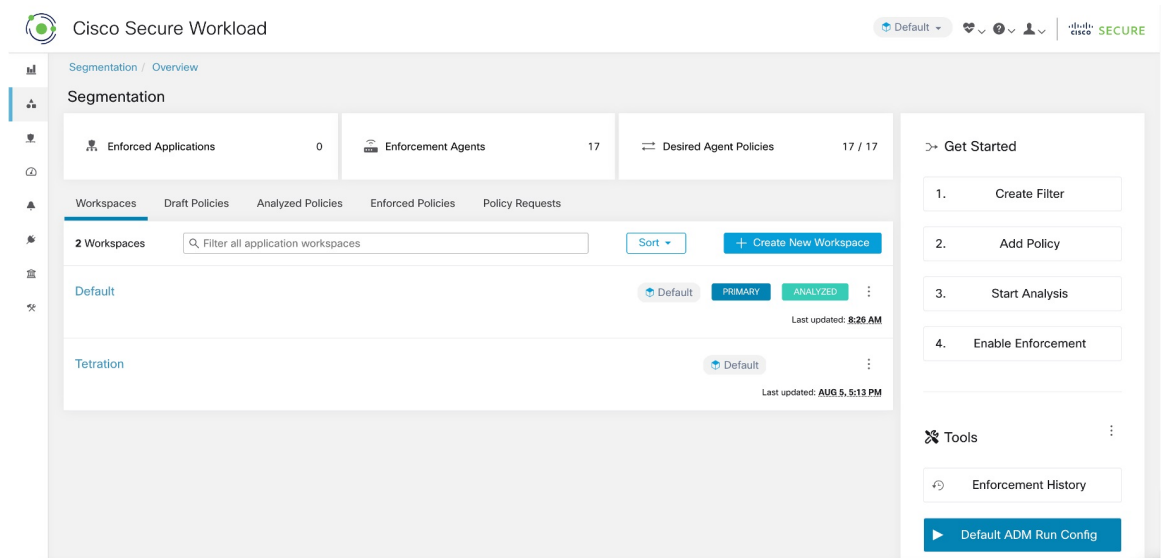 Cisco Secure Workload
Default
CISCO SECURE
Segmentation / Overview
Segmentation
Enforced Applications 0
Enforcement Agents 17
Desired Agent Policies 17 / 17
Workspaces Draft Policies Analyzed Policies Enforced Policies Policy Requests
2 Workspaces Filter all application workspaces Sort + Create New Workspace
Default Default PRIMARY ANALYZED
Last updated: 8:26 AM
Tetration Default
Last updated: AUG 5, 5:13 PM
Get Started
1. Create Filter
2. Add Policy
3. Start Analysis
4. Enable Enforcement
Tools
Enforcement History
Default ADM Run Config